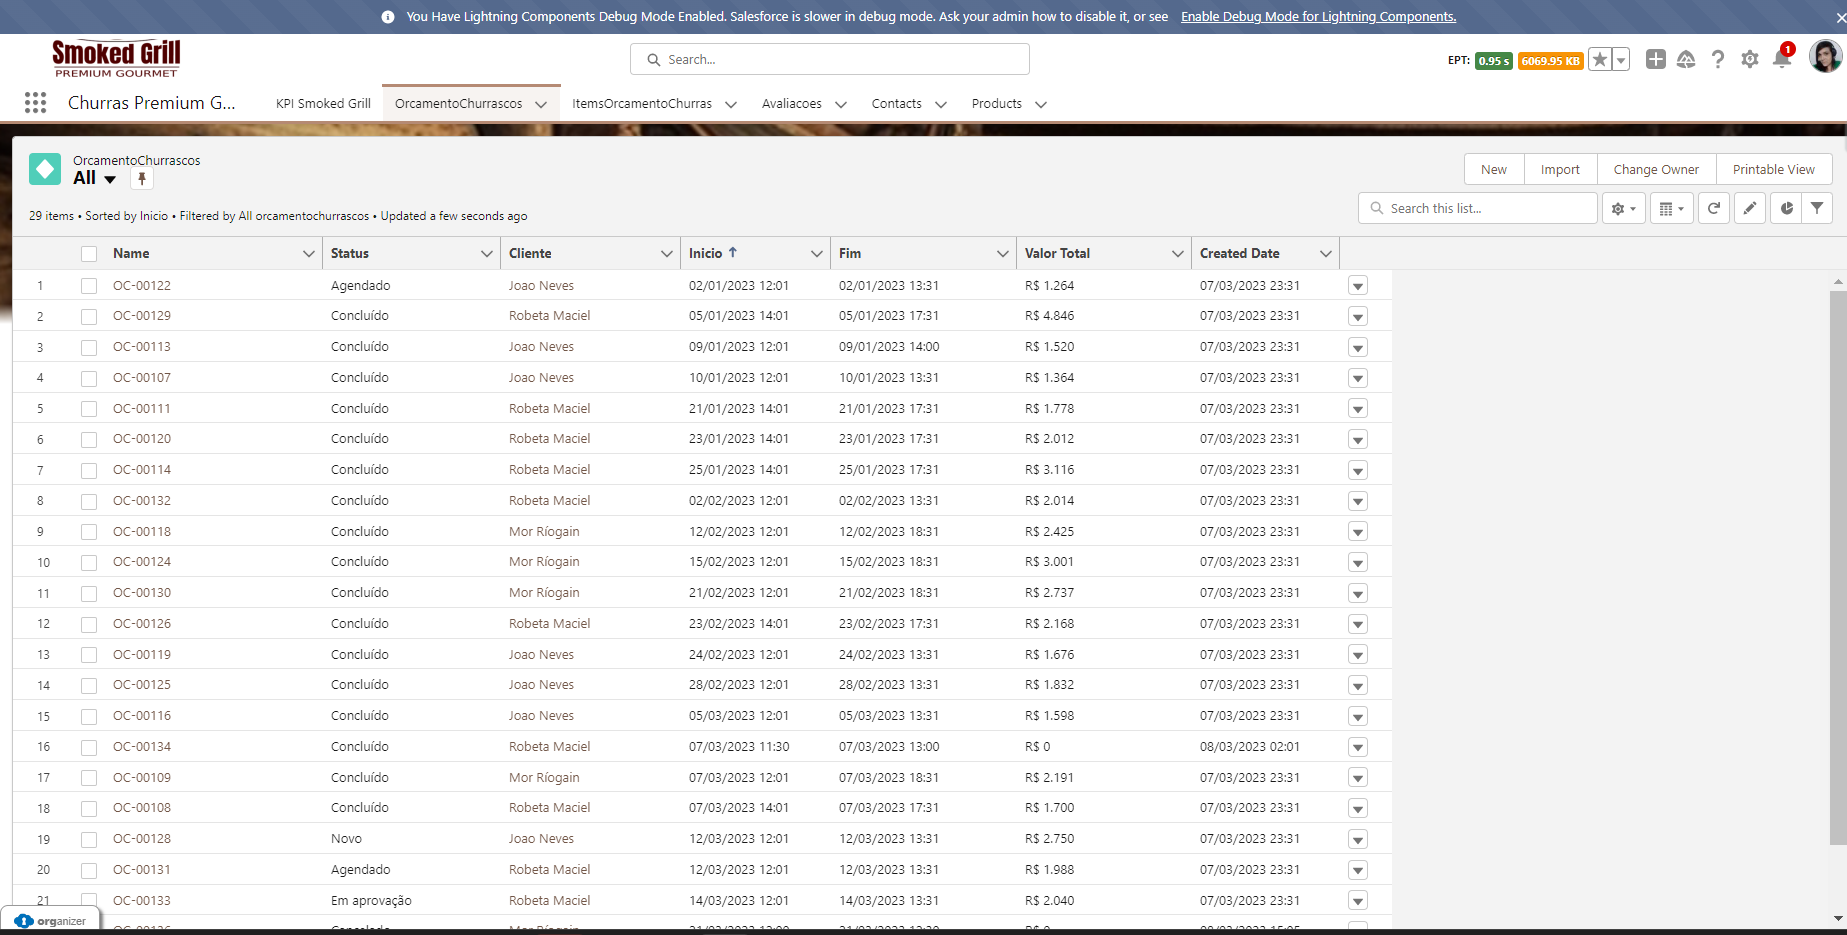 You Have Lightning Components Debug Mode Enabled. Salesforce is slower in debug mode. Ask your admin how to disable it, or see Enable Debug Mode for Lightning Components.
Smoked Grill
PREMIUM GOURMET
Search...
EPT: 0.95 s 6069.95 KB
1
Churras Premium G... KPI Smoked Grill OrcamentoChurrascos ItemsOrcamentoChurras Avaliacoes Contacts Products
OrcamentoChurrascos
All
New Import Change Owner Printable View
29 items • Sorted by Inicio • Filtered by All orcamentochurrascos • Updated a few seconds ago
Search this list...
Name Status Cliente Inicio Fim Valor Total Created Date
1 OC-00122 Agendado Joao Neves 02/01/2023 12:01 02/01/2023 13:31 R$ 1.264 07/03/2023 23:31
2 OC-00129 Concluído Robeta Maciel 05/01/2023 14:01 05/01/2023 17:31 R$ 4.846 07/03/2023 23:31
3 OC-00113 Concluído Joao Neves 09/01/2023 12:01 09/01/2023 14:00 R$ 1.520 07/03/2023 23:31
4 OC-00107 Concluído Joao Neves 10/01/2023 12:01 10/01/2023 13:31 R$ 1.364 07/03/2023 23:31
5 OC-00111 Concluído Robeta Maciel 21/01/2023 14:01 21/01/2023 17:31 R$ 1.778 07/03/2023 23:31
6 OC-00120 Concluído Robeta Maciel 23/01/2023 14:01 23/01/2023 17:31 R$ 2.012 07/03/2023 23:31
7 OC-00114 Concluído Robeta Maciel 25/01/2023 14:01 25/01/2023 17:31 R$ 3.116 07/03/2023 23:31
8 OC-00132 Concluído Robeta Maciel 02/02/2023 12:01 02/02/2023 13:31 R$ 2.014 07/03/2023 23:31
9 OC-00118 Concluído Mor Ríogain 12/02/2023 12:01 12/02/2023 18:31 R$ 2.425 07/03/2023 23:31
10 OC-00124 Concluído Mor Ríogain 15/02/2023 12:01 15/02/2023 18:31 R$ 3.001 07/03/2023 23:31
11 OC-00130 Concluído Mor Ríogain 21/02/2023 12:01 21/02/2023 18:31 R$ 2.737 07/03/2023 23:31
12 OC-00126 Concluído Robeta Maciel 23/02/2023 14:01 23/02/2023 17:31 R$ 2.168 07/03/2023 23:31
13 OC-00119 Concluído Joao Neves 24/02/2023 12:01 24/02/2023 13:31 R$ 1.676 07/03/2023 23:31
14 OC-00125 Concluído Joao Neves 28/02/2023 12:01 28/02/2023 13:31 R$ 1.832 07/03/2023 23:31
15 OC-00116 Concluído Joao Neves 05/03/2023 12:01 05/03/2023 13:31 R$ 1.598 07/03/2023 23:31
16 OC-00134 Concluído Robeta Maciel 07/03/2023 11:30 07/03/2023 13:00 R$ 0 08/03/2023 02:01
17 OC-00109 Concluído Mor Ríogain 07/03/2023 12:01 07/03/2023 18:31 R$ 2.191 07/03/2023 23:31
18 OC-00108 Concluído Robeta Maciel 07/03/2023 14:01 07/03/2023 17:31 R$ 1.700 07/03/2023 23:31
19 OC-00128 Novo Joao Neves 12/03/2023 12:01 12/03/2023 13:31 R$ 2.750 07/03/2023 23:31
20 OC-00131 Agendado Robeta Maciel 12/03/2023 12:01 12/03/2023 13:31 R$ 1.988 07/03/2023 23:31
21 OC-00133 Em aprovação Robeta Maciel 14/03/2023 12:01 14/03/2023 13:31 R$ 2.040 07/03/2023 23:31
organizer